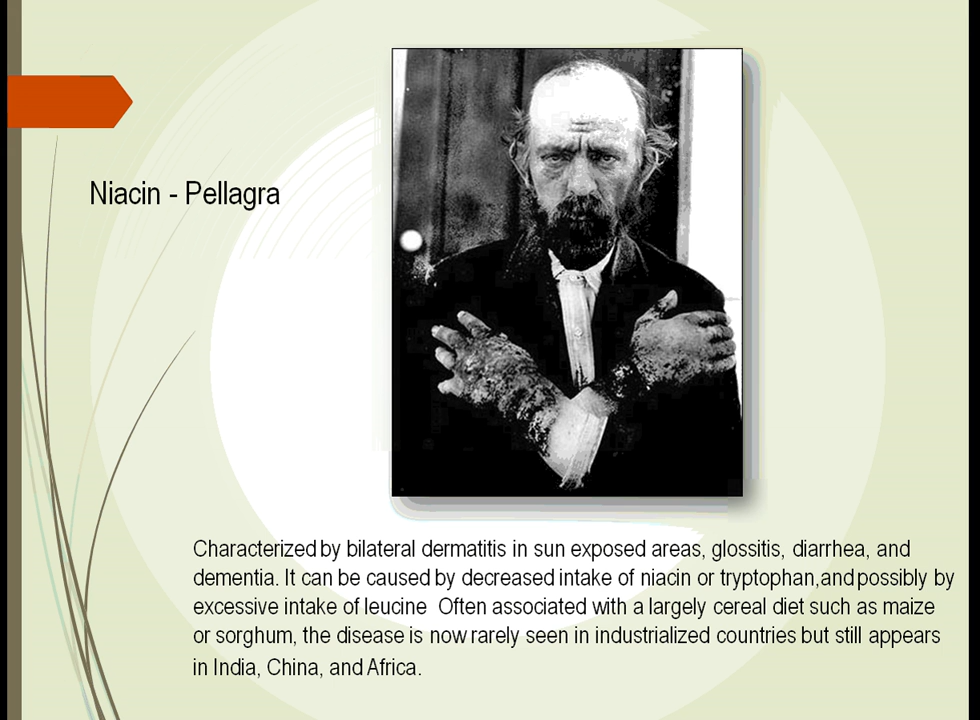 Niacin - Pellagra
Characterized by bilateral dermatitis in sun exposed areas, glossitis, diarrhea, and
dementia. It can be caused by decreased intake of niacin or tryptophan,and possibly by
excessive intake of leucine  Often associated with a largely cereal diet such as maize
or sorghum, the disease is now rarely seen in industrialized countries but still appears
in India, China, and Africa.